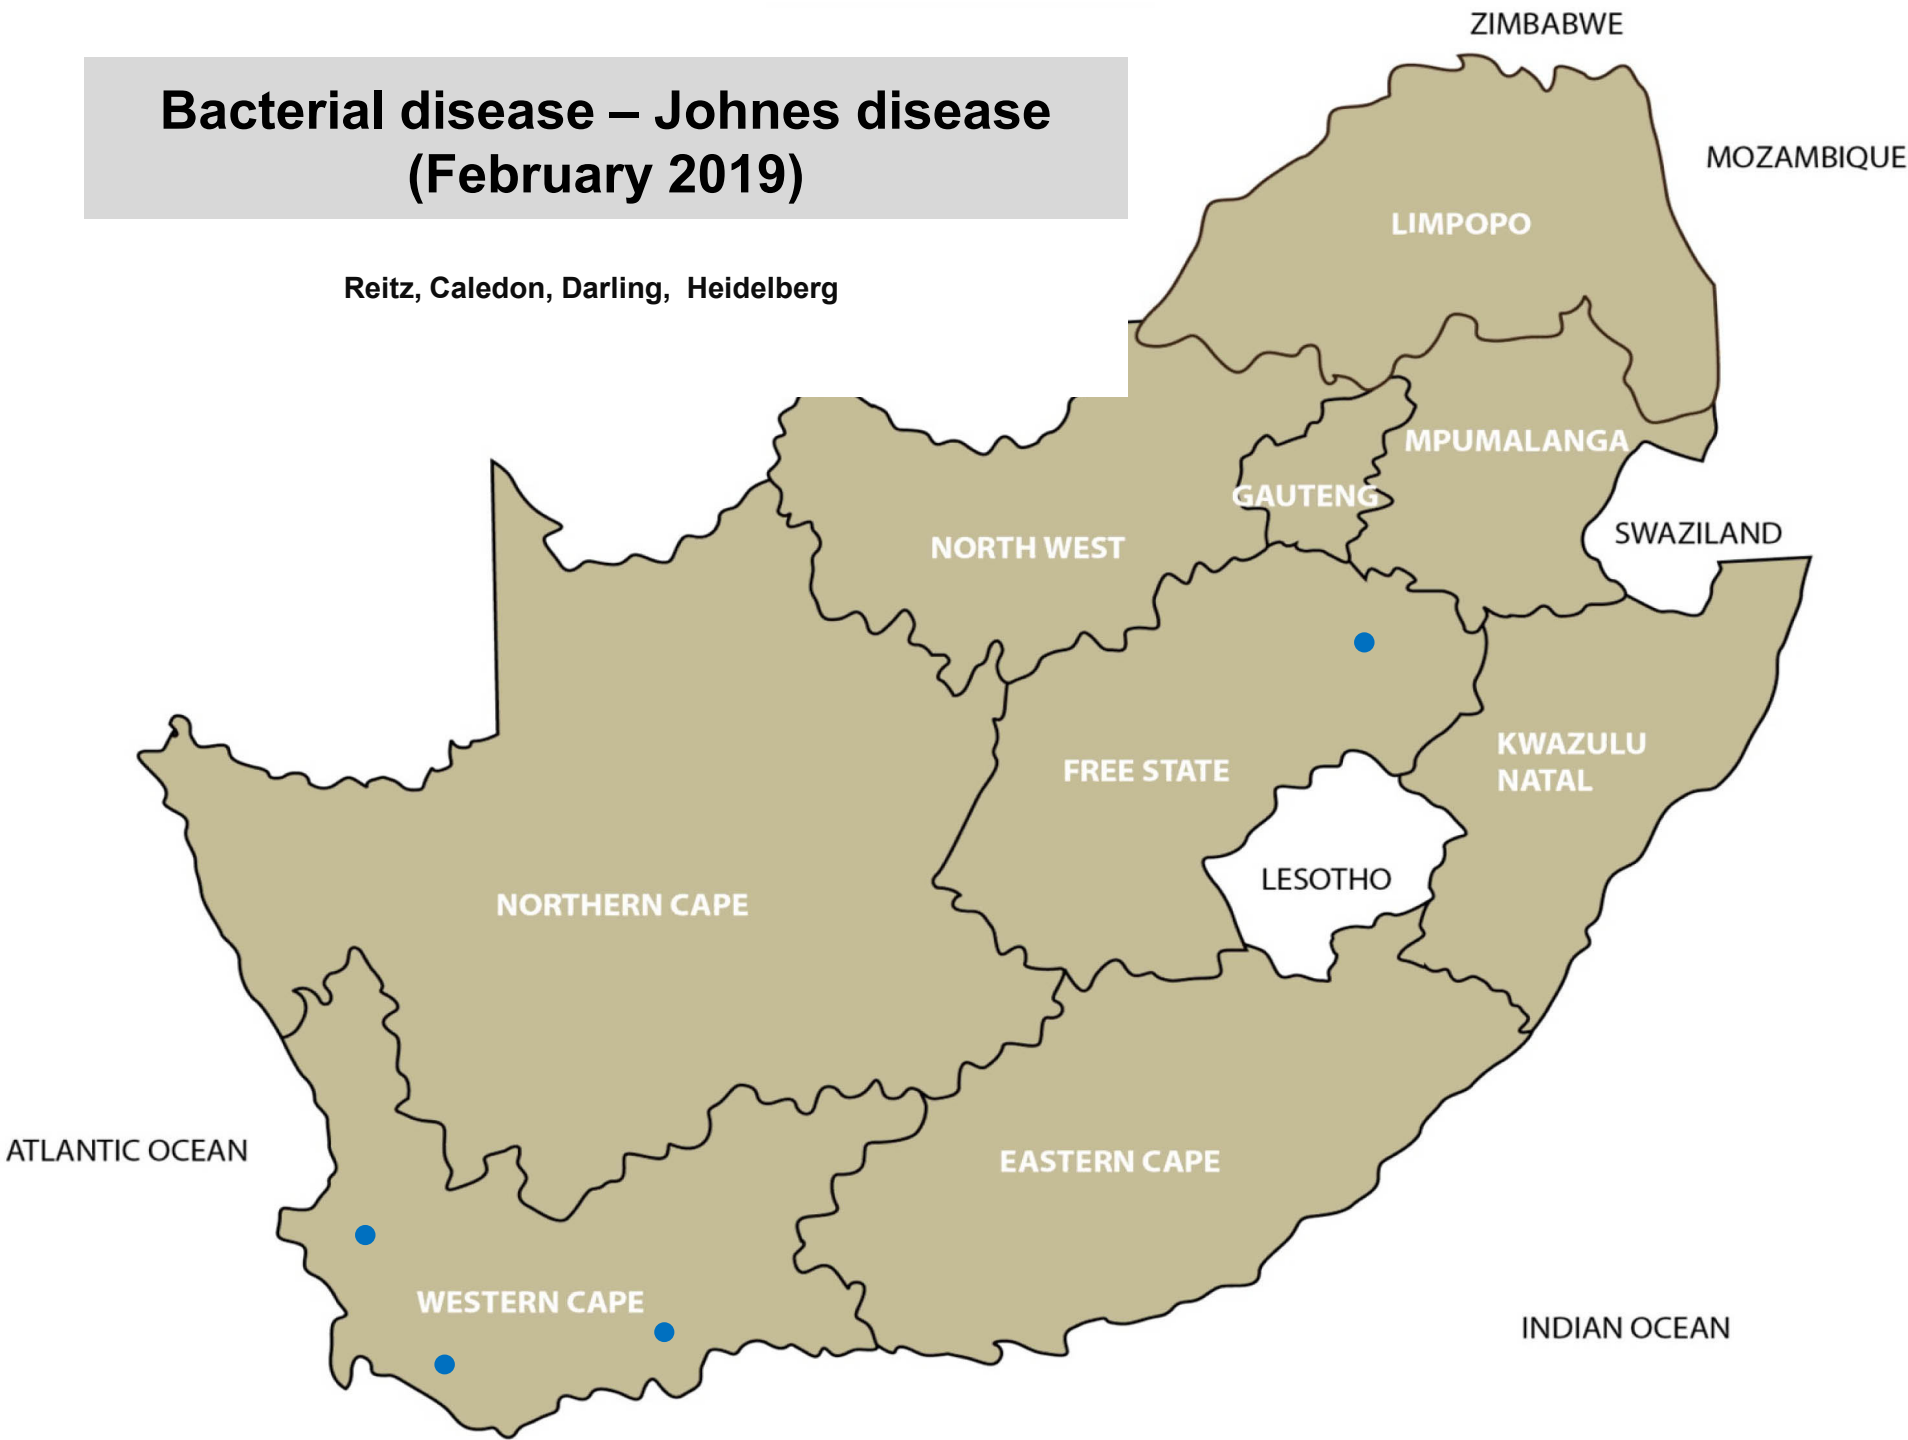 Bacterial disease – Johnes disease
(February 2019)
Reitz, Caledon, Darling,  Heidelberg
ZIMBABWE
MOZAMBIQUE
LIMPOPO
MPUMALANGA
GAUTENG
SWAZILAND
NORTH WEST
KWAZULU
NATAL
FREE STATE
LESOTHO
NORTHERN CAPE
ATLANTIC OCEAN
EASTERN CAPE
WESTERN CAPE
INDIAN OCEAN